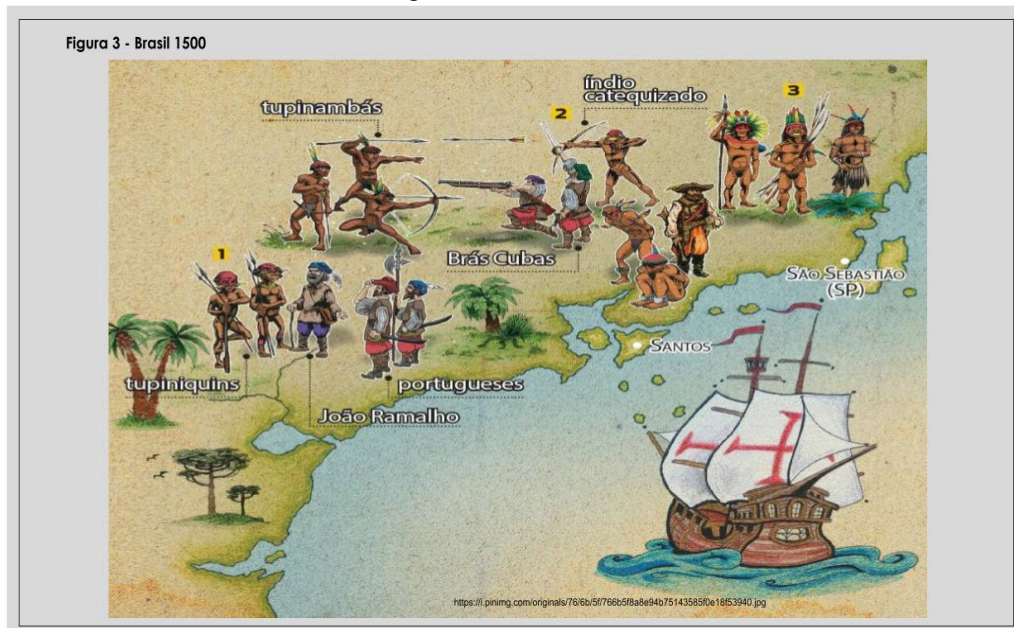 Figura 3 - Brasil 1500
tupinambás
índio
catequizado
2
3
1
Brás Cubas
SÃO SEBASTIÃO
(SP)
SANTOS
tupiniquins
portugueses
João Ramalho
https://i.pinimg.com/originals/76/6b/5f/766b5f8a8e94b75143585f0e18f53940.jpg